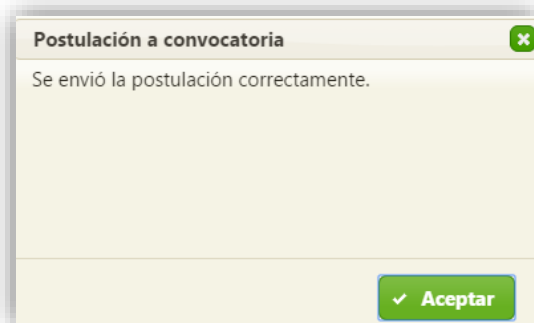 Postulación a convocatoria
Se envió la postulación correctamente.
Aceptar